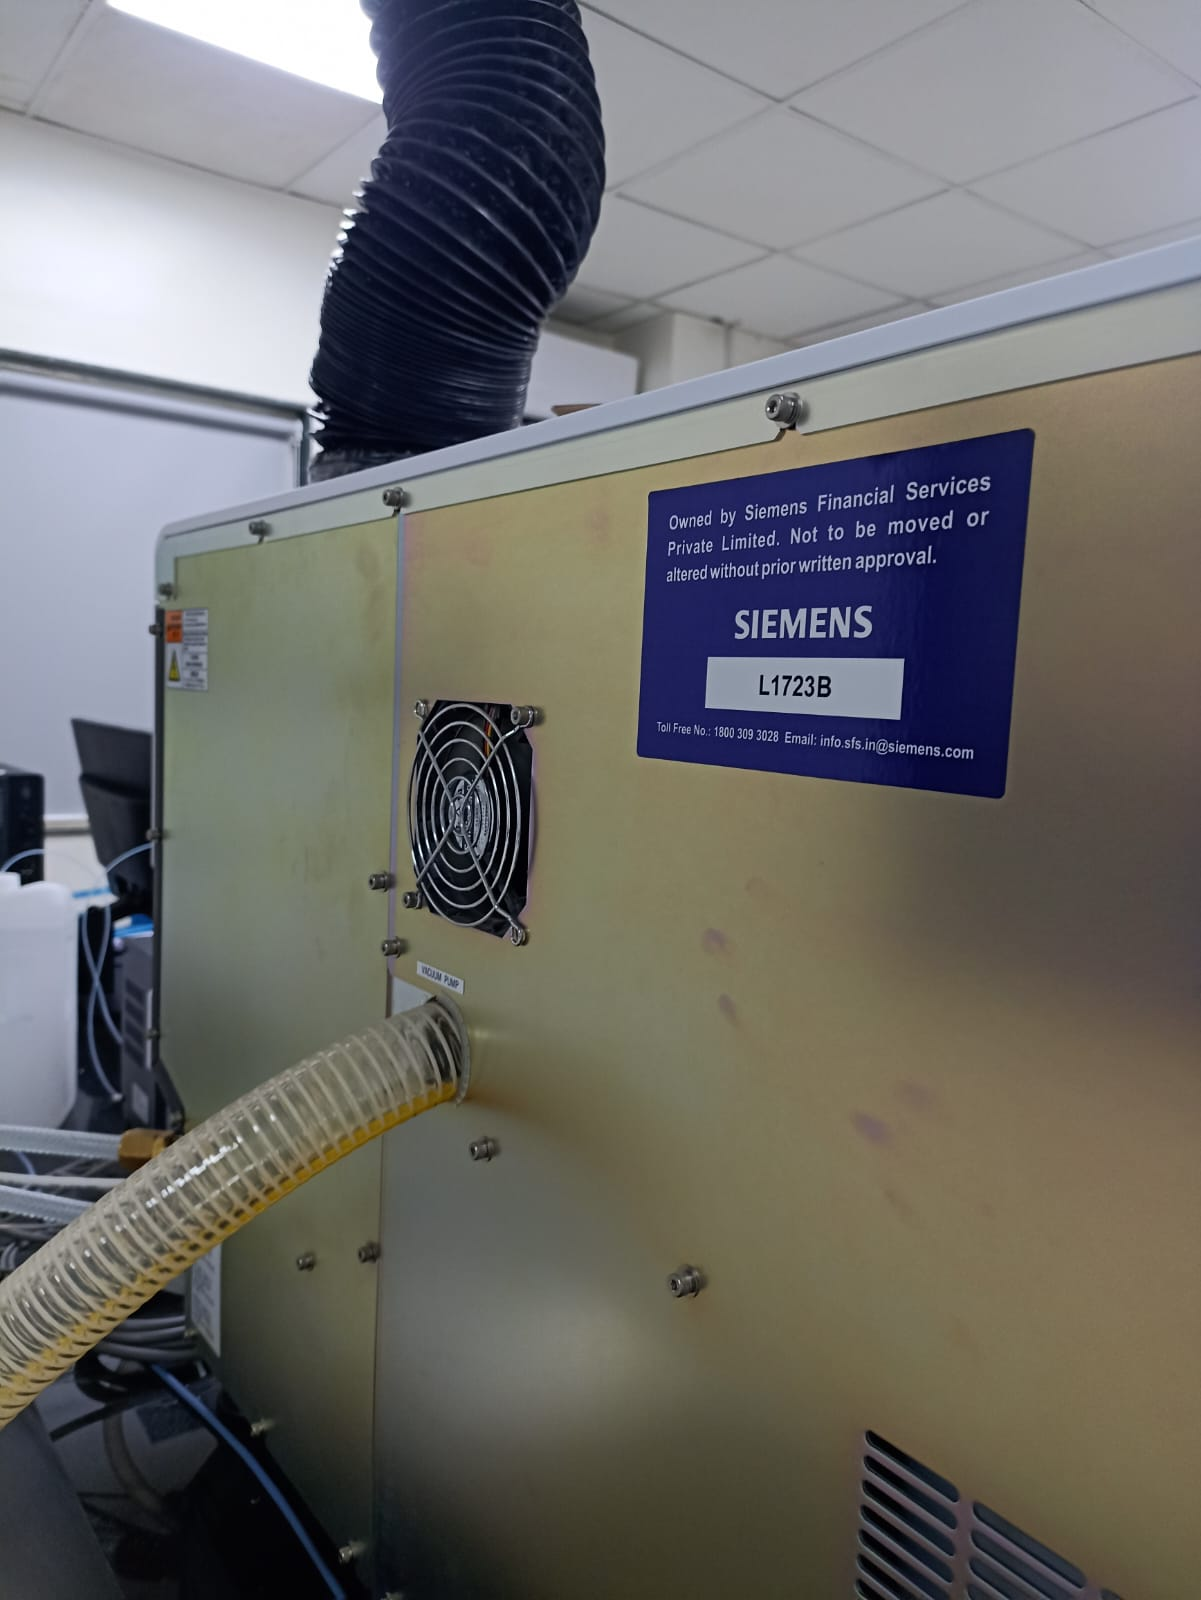 Owned by Siemens Financial Services
Private Limited. Not to be moved or
altered without prior written approval.
SIEMENS
L1723B
Toll Free No.: 1800 309 3028 Email: info.sfs.in@siemens.com
VACUUM PUMP